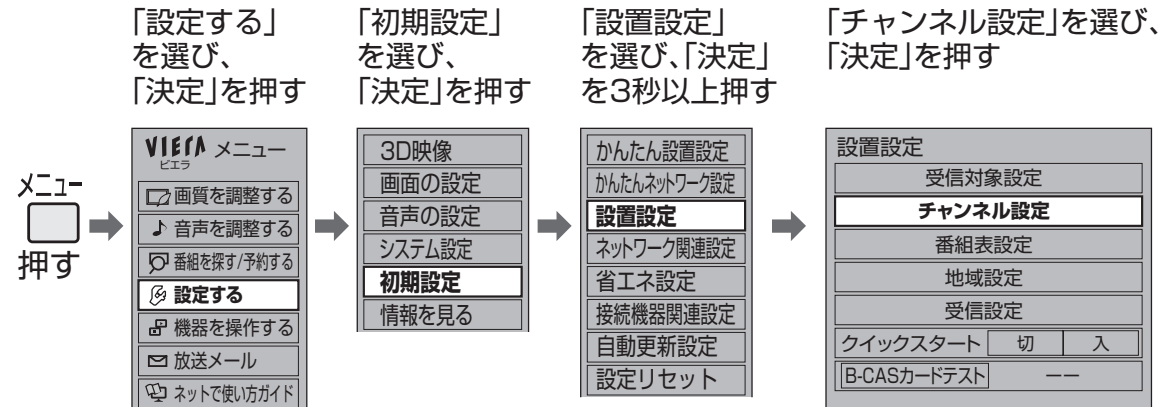 「設定する」
を選び、
「決定」を押す
「初期設定」
を選び、
「決定」を押す
「設置設定」
を選び、「決定」
を3秒以上押す
「チャンネル設定」を選び、
「決定」を押す
メニュー
押す
VIERA メニュー
ビエラ
画質を調整する
音声を調整する
番組を探す/予約する
設定する
機器を操作する
放送メール
ネットで使い方ガイド
3D映像
画面の設定
音声の設定
システム設定
初期設定
情報を見る
かんたん設置設定
かんたんネットワーク設定
設置設定
ネットワーク関連設定
省エネ設定
接続機器関連設定
自動更新設定
設定リセット
設置設定
受信対象設定
チャンネル設定
番組表設定
地域設定
受信設定
クイックスタート 切 入
B-CASカードテスト −−